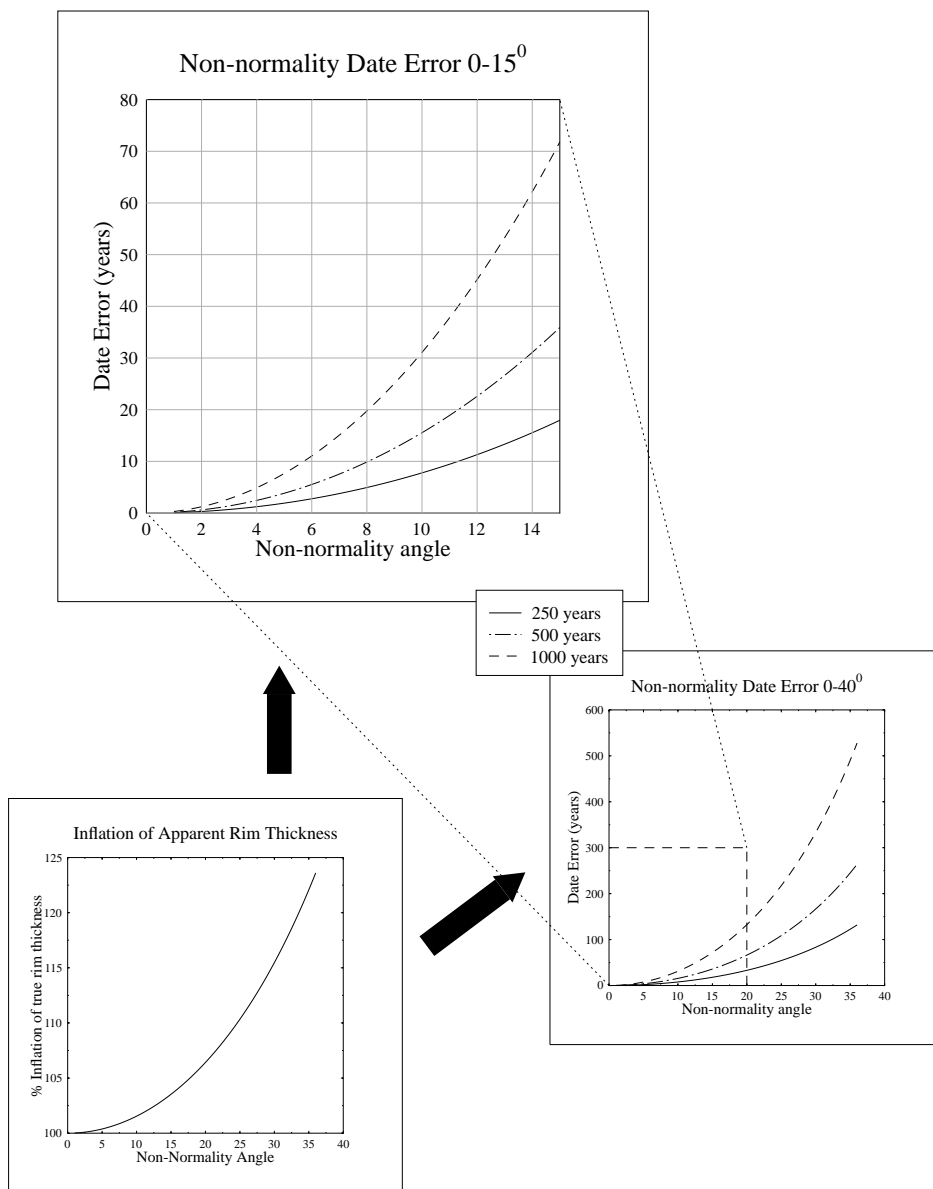 Non-normality Date Error 0-15⁰
80
70
60
50
40
30
20
10
0
Date Error (years)
0 2 4 6 8 10 12 14
Non-normality angle
250 years
500 years
1000 years
Non-normality Date Error 0-40⁰
600
500
400
300
200
100
0
Date Error (years)
0 5 10 15 20 25 30 35 40
Non-normality angle
Inflation of Apparent Rim Thickness
125
120
115
110
105
100
% Inflation of true rim thickness
0 5 10 15 20 25 30 35 40
Non-Normality Angle